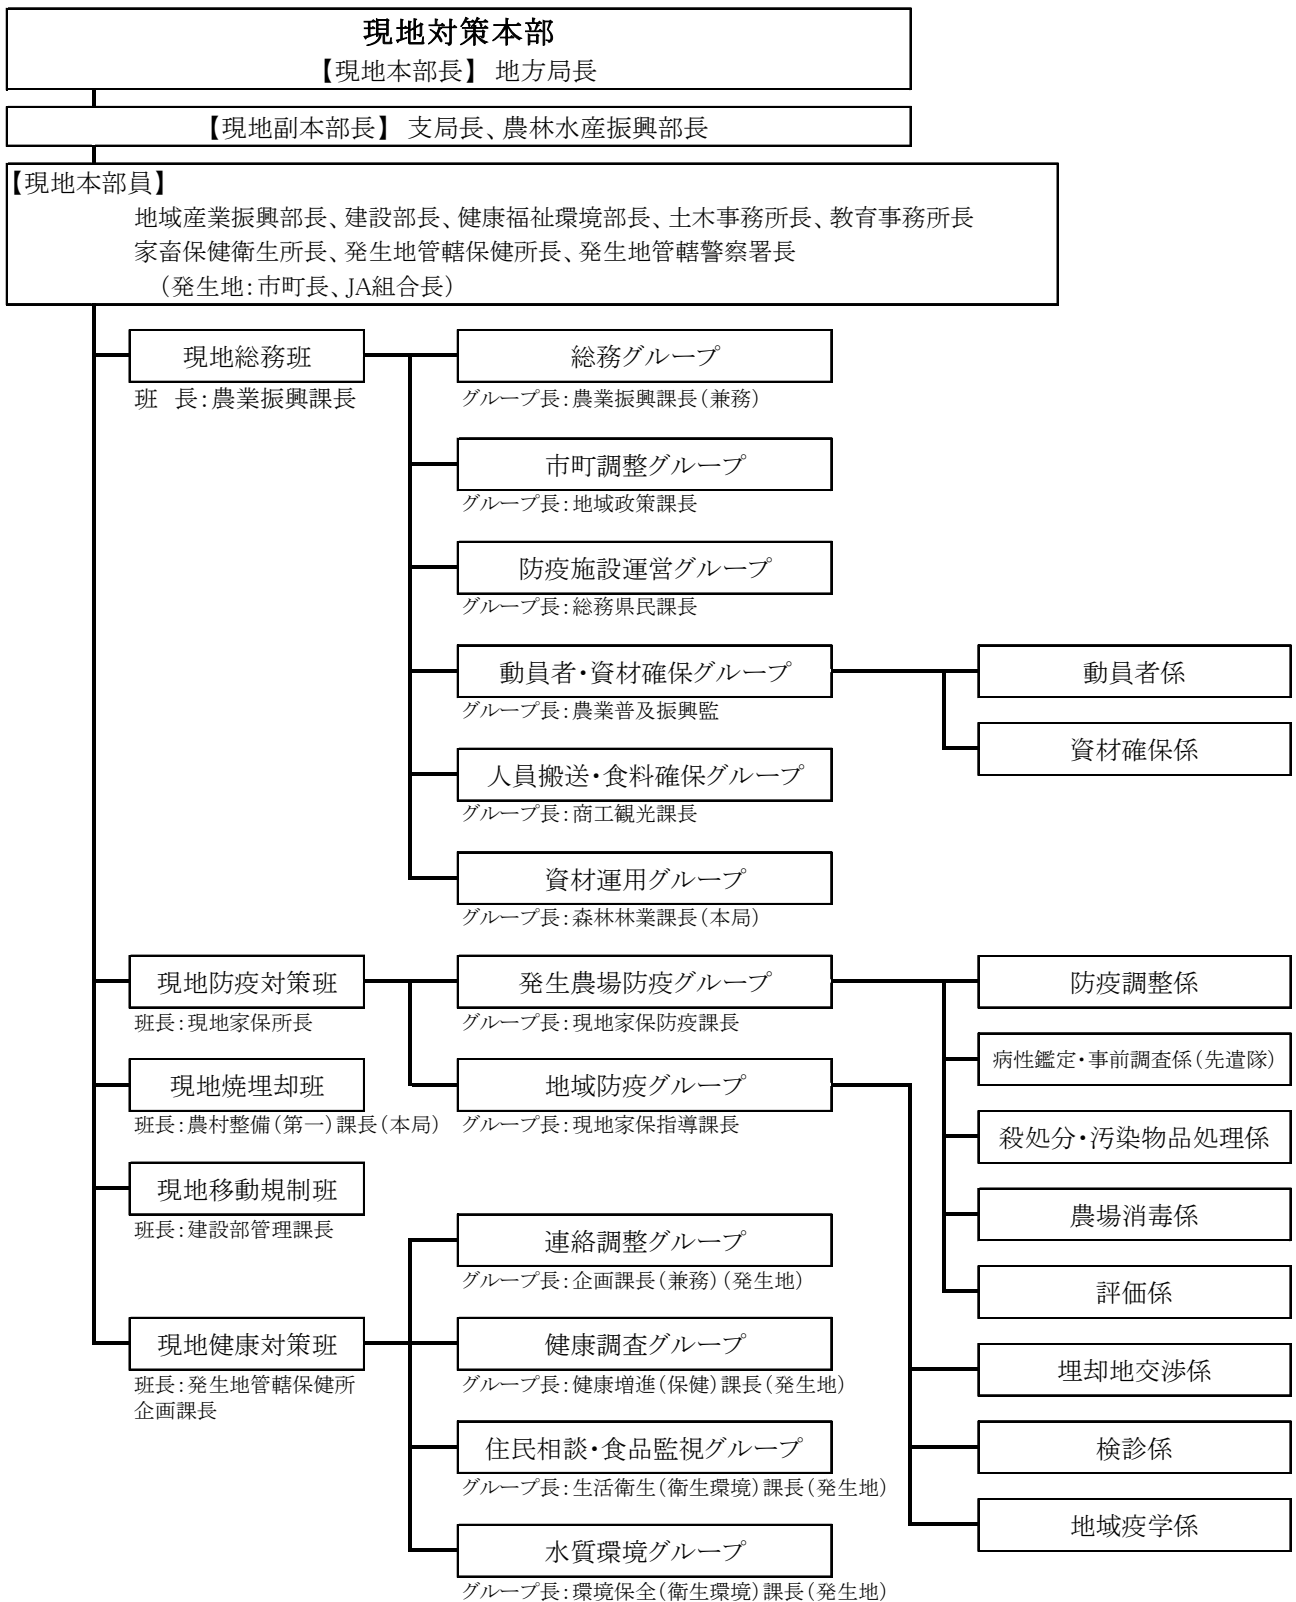 現地対策本部
【現地本部長】 地方局長
【現地副本部長】 支局長、農林水産振興部長
【現地本部員】
地域産業振興部長、建設部長、健康福祉環境部長、土木事務所長、教育事務所長
家畜保健衛生所長、発生地管轄保健所長、発生地管轄警察署長
（発生地：市町長、JA組合長）
現地総務班
班　長：農業振興課長
総務グループ
グループ長：農業振興課長（兼務）
市町調整グループ
グループ長：地域政策課長
防疫施設運営グループ
グループ長：総務県民課長
動員者・資材確保グループ
グループ長：農業普及振興監
動員者係
資材確保係
人員搬送・食料確保グループ
グループ長：商工観光課長
資材運用グループ
グループ長：森林林業課長（本局）
現地防疫対策班
班長：現地家保所長
発生農場防疫グループ
グループ長：現地家保防疫課長
防疫調整係
病性鑑定・事前調査係（先遣隊）
殺処分・汚染物品処理係
農場消毒係
評価係
地域防疫グループ
グループ長：現地家保指導課長
埋却地交渉係
検診係
地域疫学係
現地焼埋却班
班長：農村整備（第一）課長（本局）
現地移動規制班
班長：建設部管理課長
現地健康対策班
班長：発生地管轄保健所
企画課長
連絡調整グループ
グループ長：企画課長（兼務）（発生地）
健康調査グループ
グループ長：健康増進（保健）課長（発生地）
住民相談・食品監視グループ
グループ長：生活衛生（衛生環境）課長（発生地）
水質環境グループ
グループ長：環境保全（衛生環境）課長（発生地）